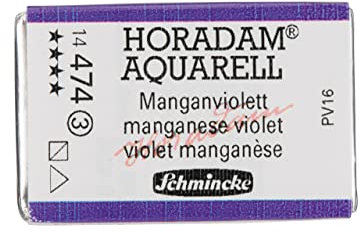 HORADAM®
AQUARELL
Manganviolett
manganese violet
violet manganèse
Schmincke
14 474 ③
★★★★
PV16